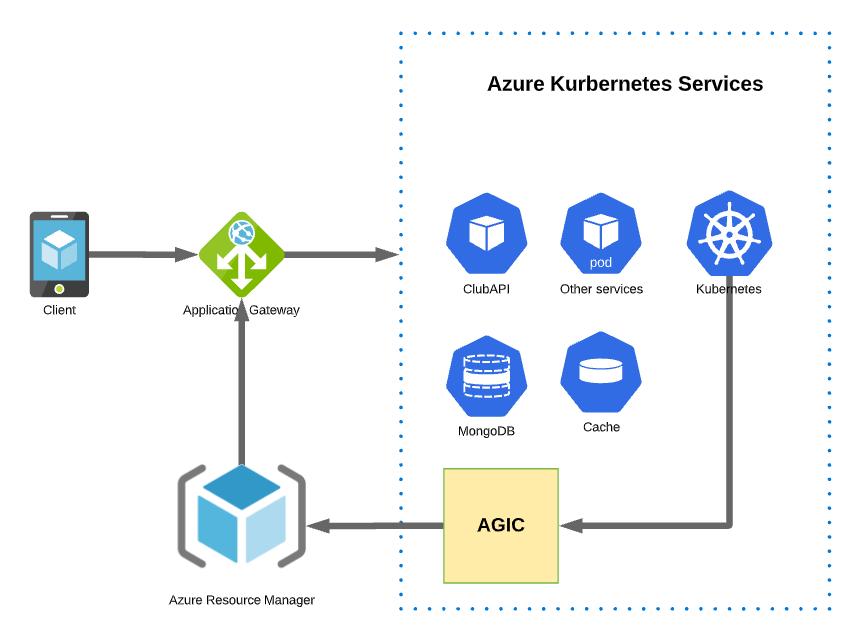 Azure Kurbernetes Services
pod
ClubAPI
Other services
Kubernetes
Client
Application Gateway
MongoDB
Cache
AGIC
Azure Resource Manager